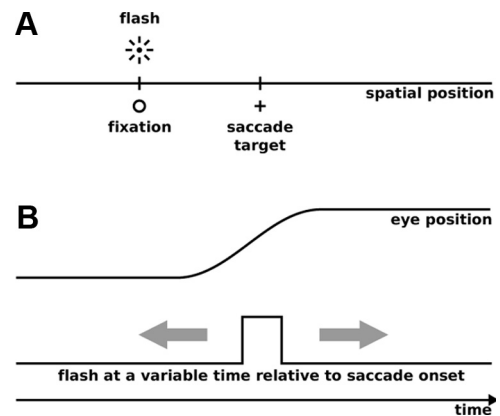 A
flash
spatial position
fixation
saccade
target
B
eye position
flash at a variable time relative to saccade onset
time